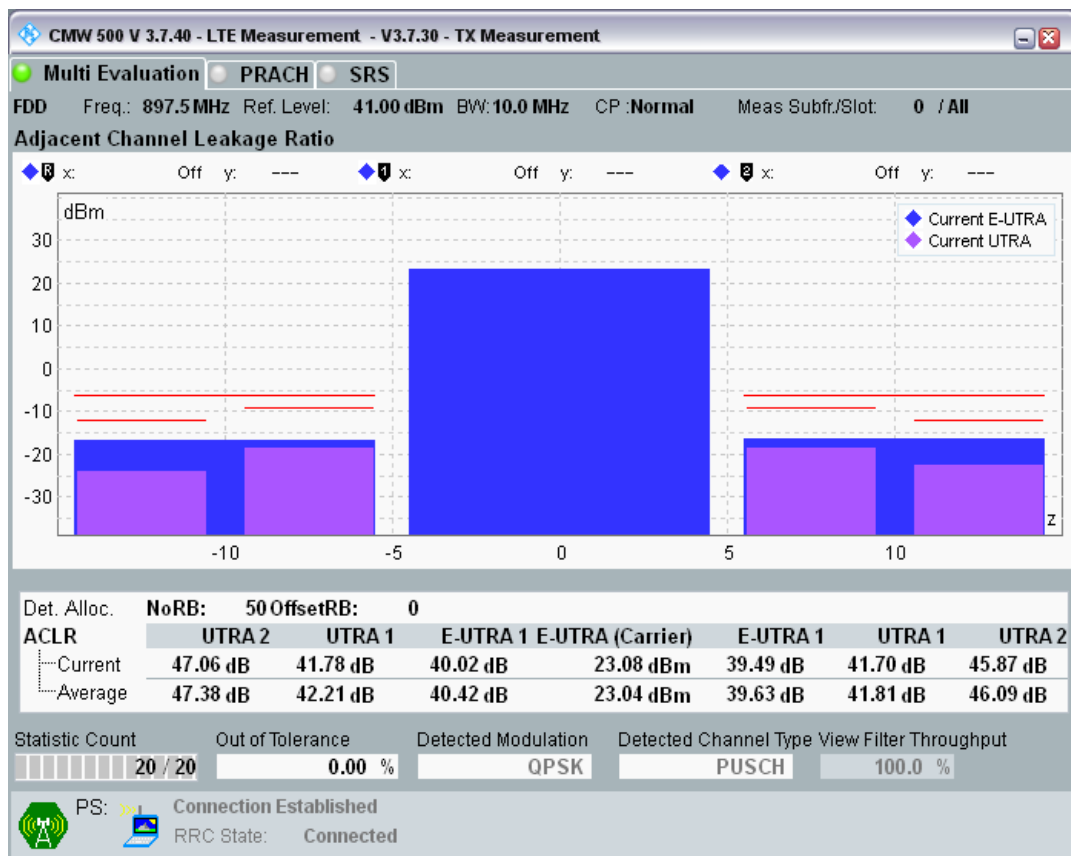 CMW 500 V 3.7.40 - LTE Measurement - V3.7.30 - TX Measurement
Multi Evaluation PRACH SRS
FDD Freq.: 897.5 MHz Ref. Level: 41.00 dBm BW: 10.0 MHz CP :Normal Meas Subfr./Slot: 0 / All
Adjacent Channel Leakage Ratio
R x: Off y: --- 1 x: Off y: --- 2 x: Off y: ---
dBm
Current E-UTRA
Current UTRA
30
20
10
0
-10
-20
-30
z
-10 -5 0 5 10
Det. Alloc. NoRB: 50 OffsetRB: 0
ACLR UTRA 2 UTRA 1 E-UTRA 1 E-UTRA (Carrier) E-UTRA 1 UTRA 1 UTRA 2
Current 47.06 dB 41.78 dB 40.02 dB 23.08 dBm 39.49 dB 41.70 dB 45.87 dB
Average 47.38 dB 42.21 dB 40.42 dB 23.04 dBm 39.63 dB 41.81 dB 46.09 dB
Statistic Count Out of Tolerance Detected Modulation Detected Channel Type View Filter Throughput
20 / 20 0.00 % QPSK PUSCH 100.0 %
PS: Connection Established
RRC State: Connected